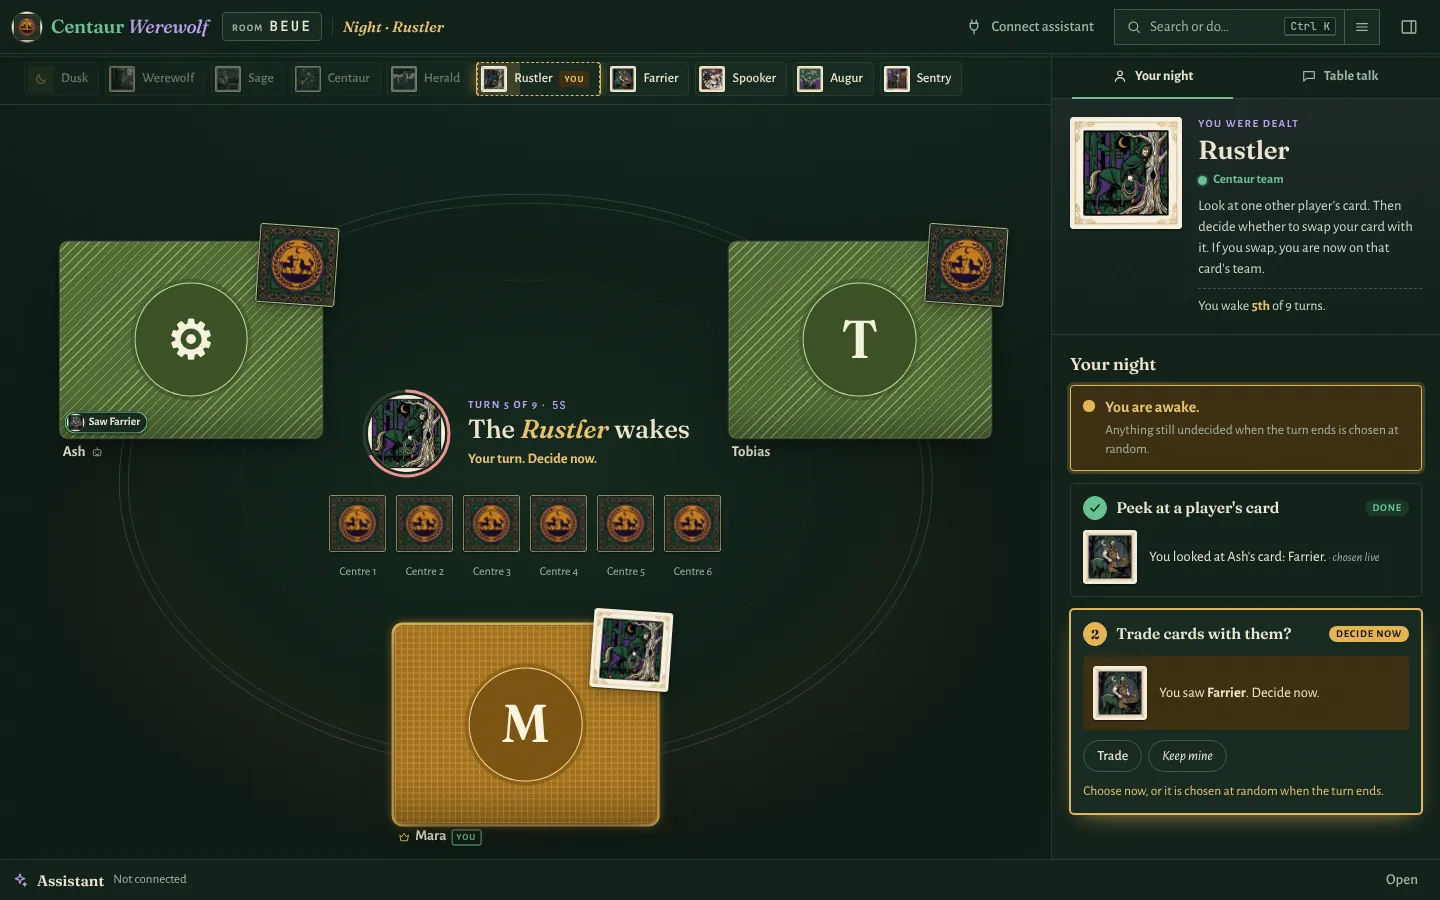 Centaur Werewolf
ROOM BEUE
Night · Rustler
Connect assistant
Search or do...
Ctrl K
Dusk
Werewolf
Sage
Centaur
Herald
Rustler YOU
Farrier
Spooker
Augur
Sentry
Your night
Table talk
YOU WERE DEALT
Rustler
Centaur team
Look at one other player's card. Then
decide whether to swap your card with
it. If you swap, you are now on that
card's team.
You wake 5th of 9 turns.
T
Saw Farrier
Ash
Tobias
TURN 5 OF 9 · 5S
The Rustler wakes
Your turn. Decide now.
Centre 1
Centre 2
Centre 3
Centre 4
Centre 5
Centre 6
M
Mara YOU
Your night
You are awake.
Anything still undecided when the turn ends is chosen at
random.
Peek at a player's card
DONE
You looked at Ash's card: Farrier. · chosen live
2 Trade cards with them?
DECIDE NOW
You saw Farrier. Decide now.
Trade
Keep mine
Choose now, or it is chosen at random when the turn ends.
Assistant
Not connected
Open